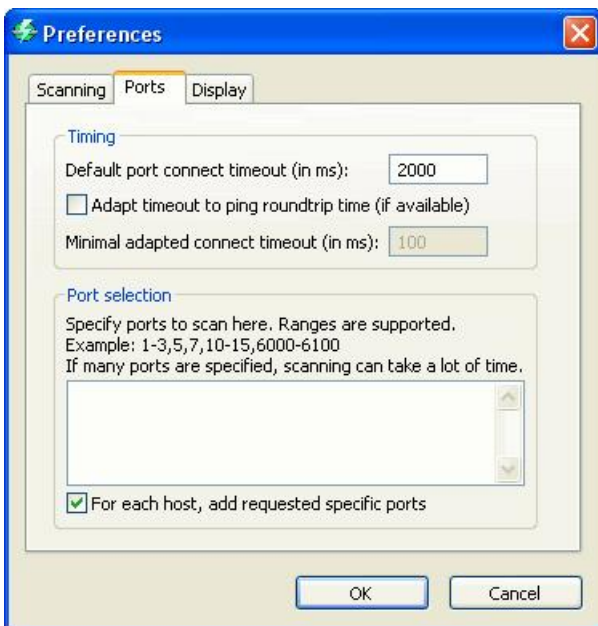 Preferences
Scanning Ports Display
Timing
Default port connect timeout (in ms): 2000
Adapt timeout to ping roundtrip time (if available)
Minimal adapted connect timeout (in ms): 100
Port selection
Specify ports to scan here. Ranges are supported.
Example: 1-3,5,7,10-15,6000-6100
If many ports are specified, scanning can take a lot of time.
For each host, add requested specific ports
OK Cancel